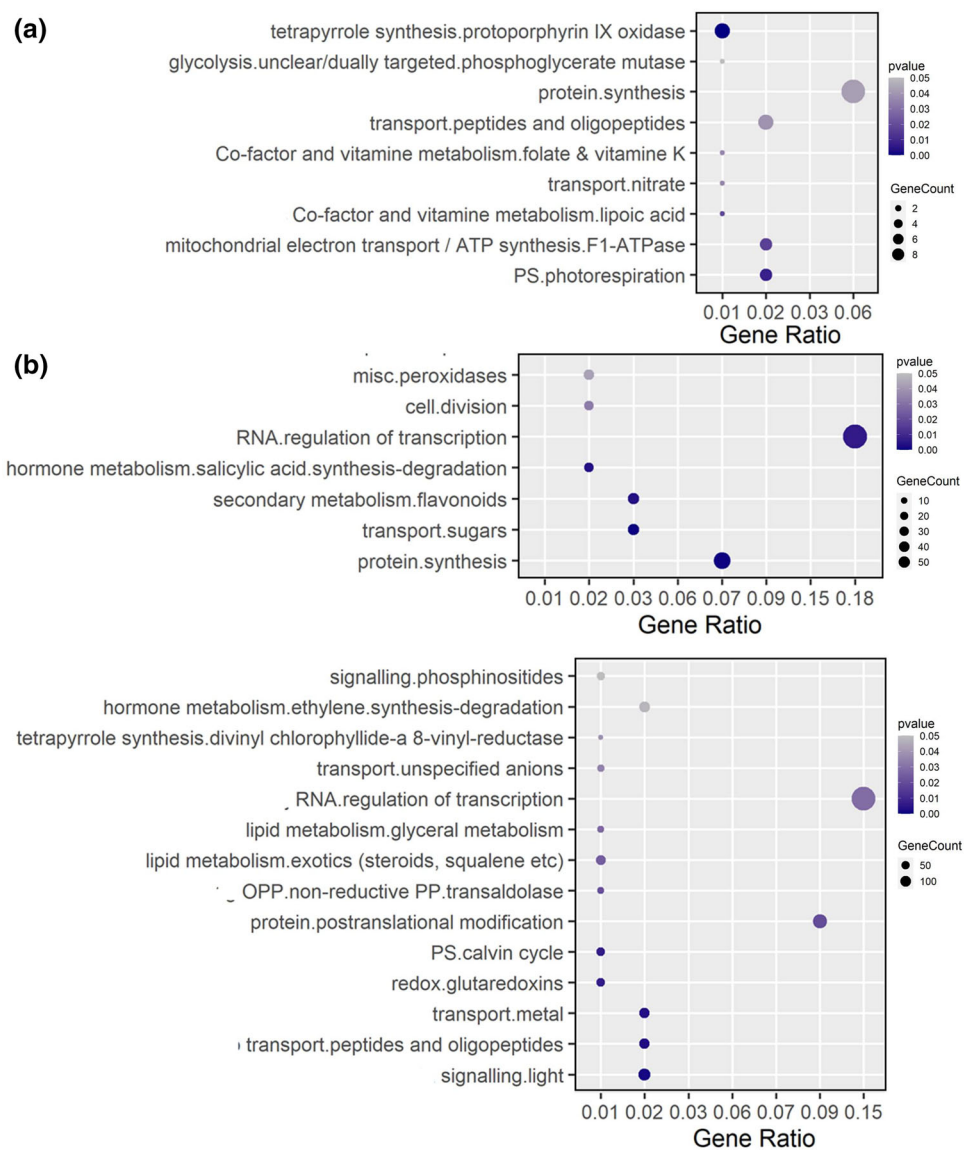 (a)
tetrapyrrole synthesis.protoporphyrin IX oxidase
glycolysis.unclear/dually targeted.phosphoglycerate mutase
protein.synthesis
transport.peptides and oligopeptides
Co-factor and vitamine metabolism.folate & vitamine K
transport.nitrate
Co-factor and vitamine metabolism.lipoic acid
mitochondrial electron transport / ATP synthesis.F1-ATPase
PS.photorespiration
0.01 0.02 0.03 0.06
Gene Ratio
pvalue
0.05
0.04
0.03
0.02
0.01
0.00
GeneCount
2
4
6
8
(b)
misc.peroxidases
cell.division
RNA.regulation of transcription
hormone metabolism.salicylic acid.synthesis-degradation
secondary metabolism.flavonoids
transport.sugars
protein.synthesis
0.01 0.02 0.03 0.06 0.07 0.09 0.15 0.18
Gene Ratio
pvalue
0.05
0.04
0.03
0.02
0.01
0.00
GeneCount
10
20
30
40
50
signalling.phosphinositides
hormone metabolism.ethylene.synthesis-degradation
tetrapyrrole synthesis.divinyl chlorophyllide-a 8-vinyl-reductase
transport.unspecified anions
RNA.regulation of transcription
lipid metabolism.glyceral metabolism
lipid metabolism.exotics (steroids, squalene etc)
OPP.non-reductive PP.transaldolase
protein.postranslational modification
PS.calvin cycle
redox.glutaredoxins
transport.metal
transport.peptides and oligopeptides
signalling.light
0.01 0.02 0.03 0.06 0.07 0.09 0.15
Gene Ratio
pvalue
0.05
0.04
0.03
0.02
0.01
0.00
GeneCount
50
100